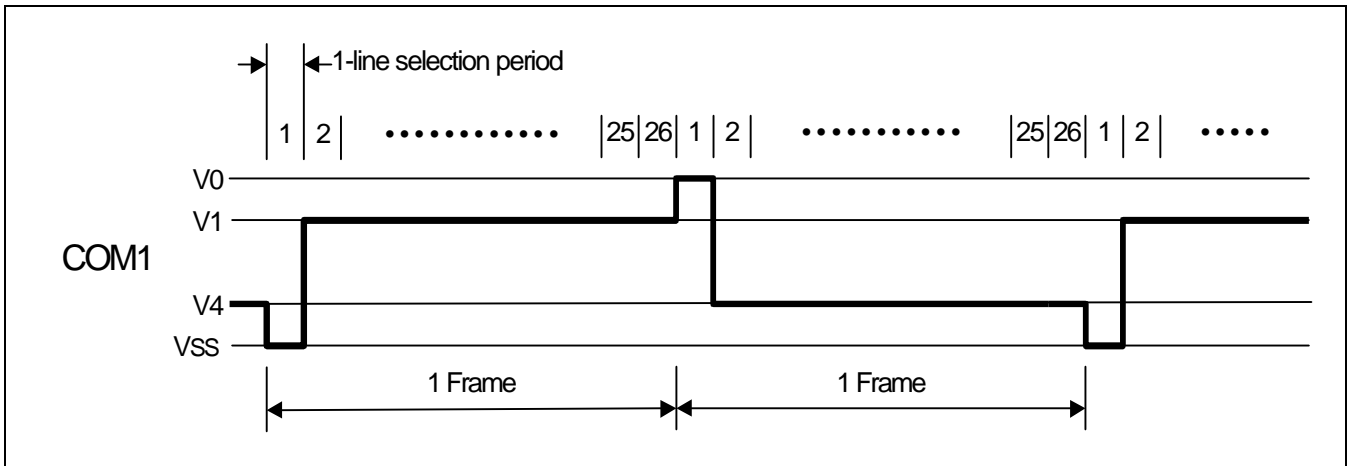 1-line selection period
1 2 ............ 25 26 1 2 ........... 25 26 1 2 .....
V0
V1
COM1
V4
VSS
1 Frame 1 Frame